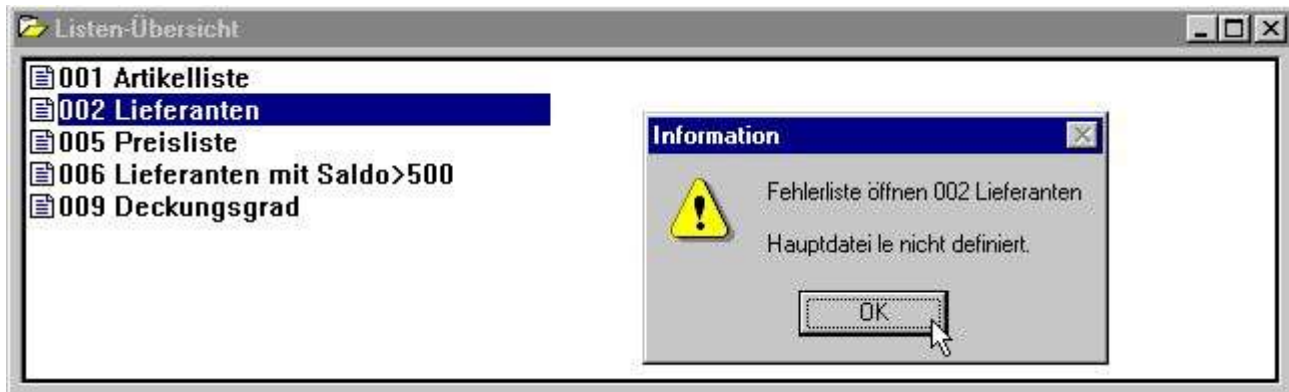 Listen-Übersicht
001 Artikelliste
002 Lieferanten
005 Preisliste
006 Lieferanten mit Saldo>500
009 Deckungsgrad
Information
Fehlerliste öffnen 002 Lieferanten
Hauptdatei le nicht definiert.
OK